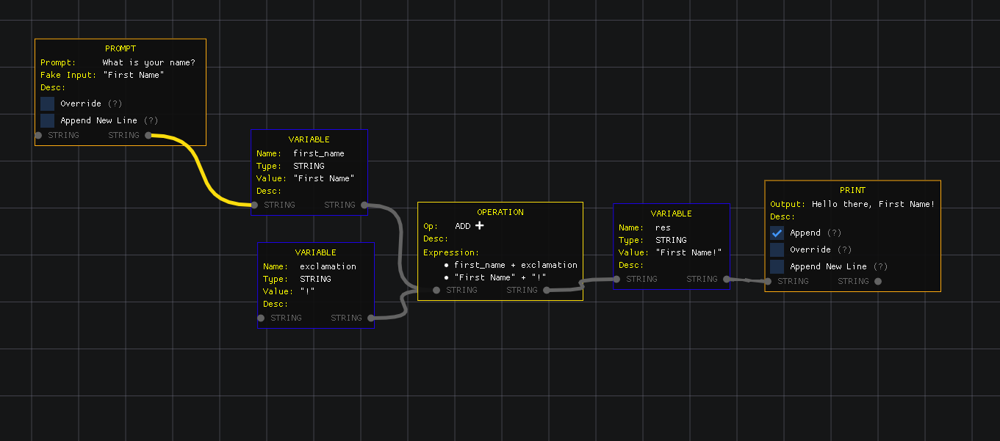 PROMPT
Prompt: What is your name?
Fake Input: "First Name"
Desc:
Override (?)
Append New Line (?)
STRING STRING
VARIABLE
Name: first_name
Type: STRING
Value: "First Name"
Desc:
STRING STRING
VARIABLE
Name: exclamation
Type: STRING
Value: "!"
Desc:
STRING STRING
OPERATION
Op: ADD +
Desc:
Expression:
• first_name + exclamation
• "First Name" + "!"
STRING STRING
VARIABLE
Name: res
Type: STRING
Value: "First Name!"
Desc:
STRING STRING
PRINT
Output: Hello there, First Name!
Desc:
Append (?)
Override (?)
Append New Line (?)
STRING STRING